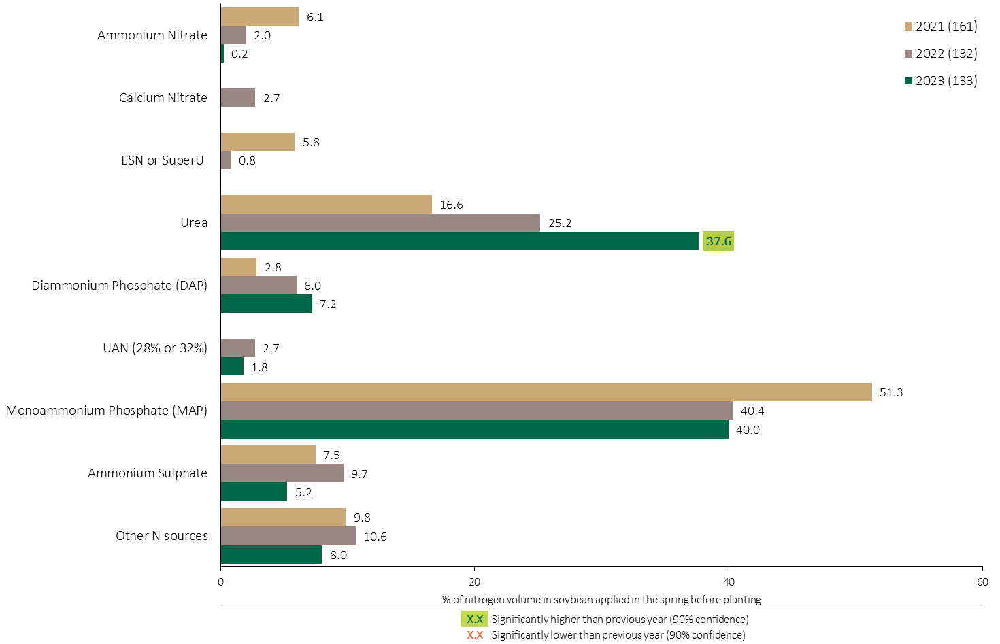 2021 (161)
2022 (132)
2023 (133)
Ammonium Nitrate
6.1
2.0
0.2
Calcium Nitrate
2.7
ESN or SuperU
5.8
0.8
Urea
16.6
25.2
37.6
Diammonium Phosphate (DAP)
2.8
6.0
7.2
UAN (28% or 32%)
2.7
1.8
Monoammonium Phosphate (MAP)
51.3
40.4
40.0
Ammonium Sulphate
7.5
9.7
5.2
Other N sources
9.8
10.6
8.0
0 20 40 60
% of nitrogen volume in soybean applied in the spring before planting
X.X Significantly higher than previous year (90% confidence)
X.X Significantly lower than previous year (90% confidence)